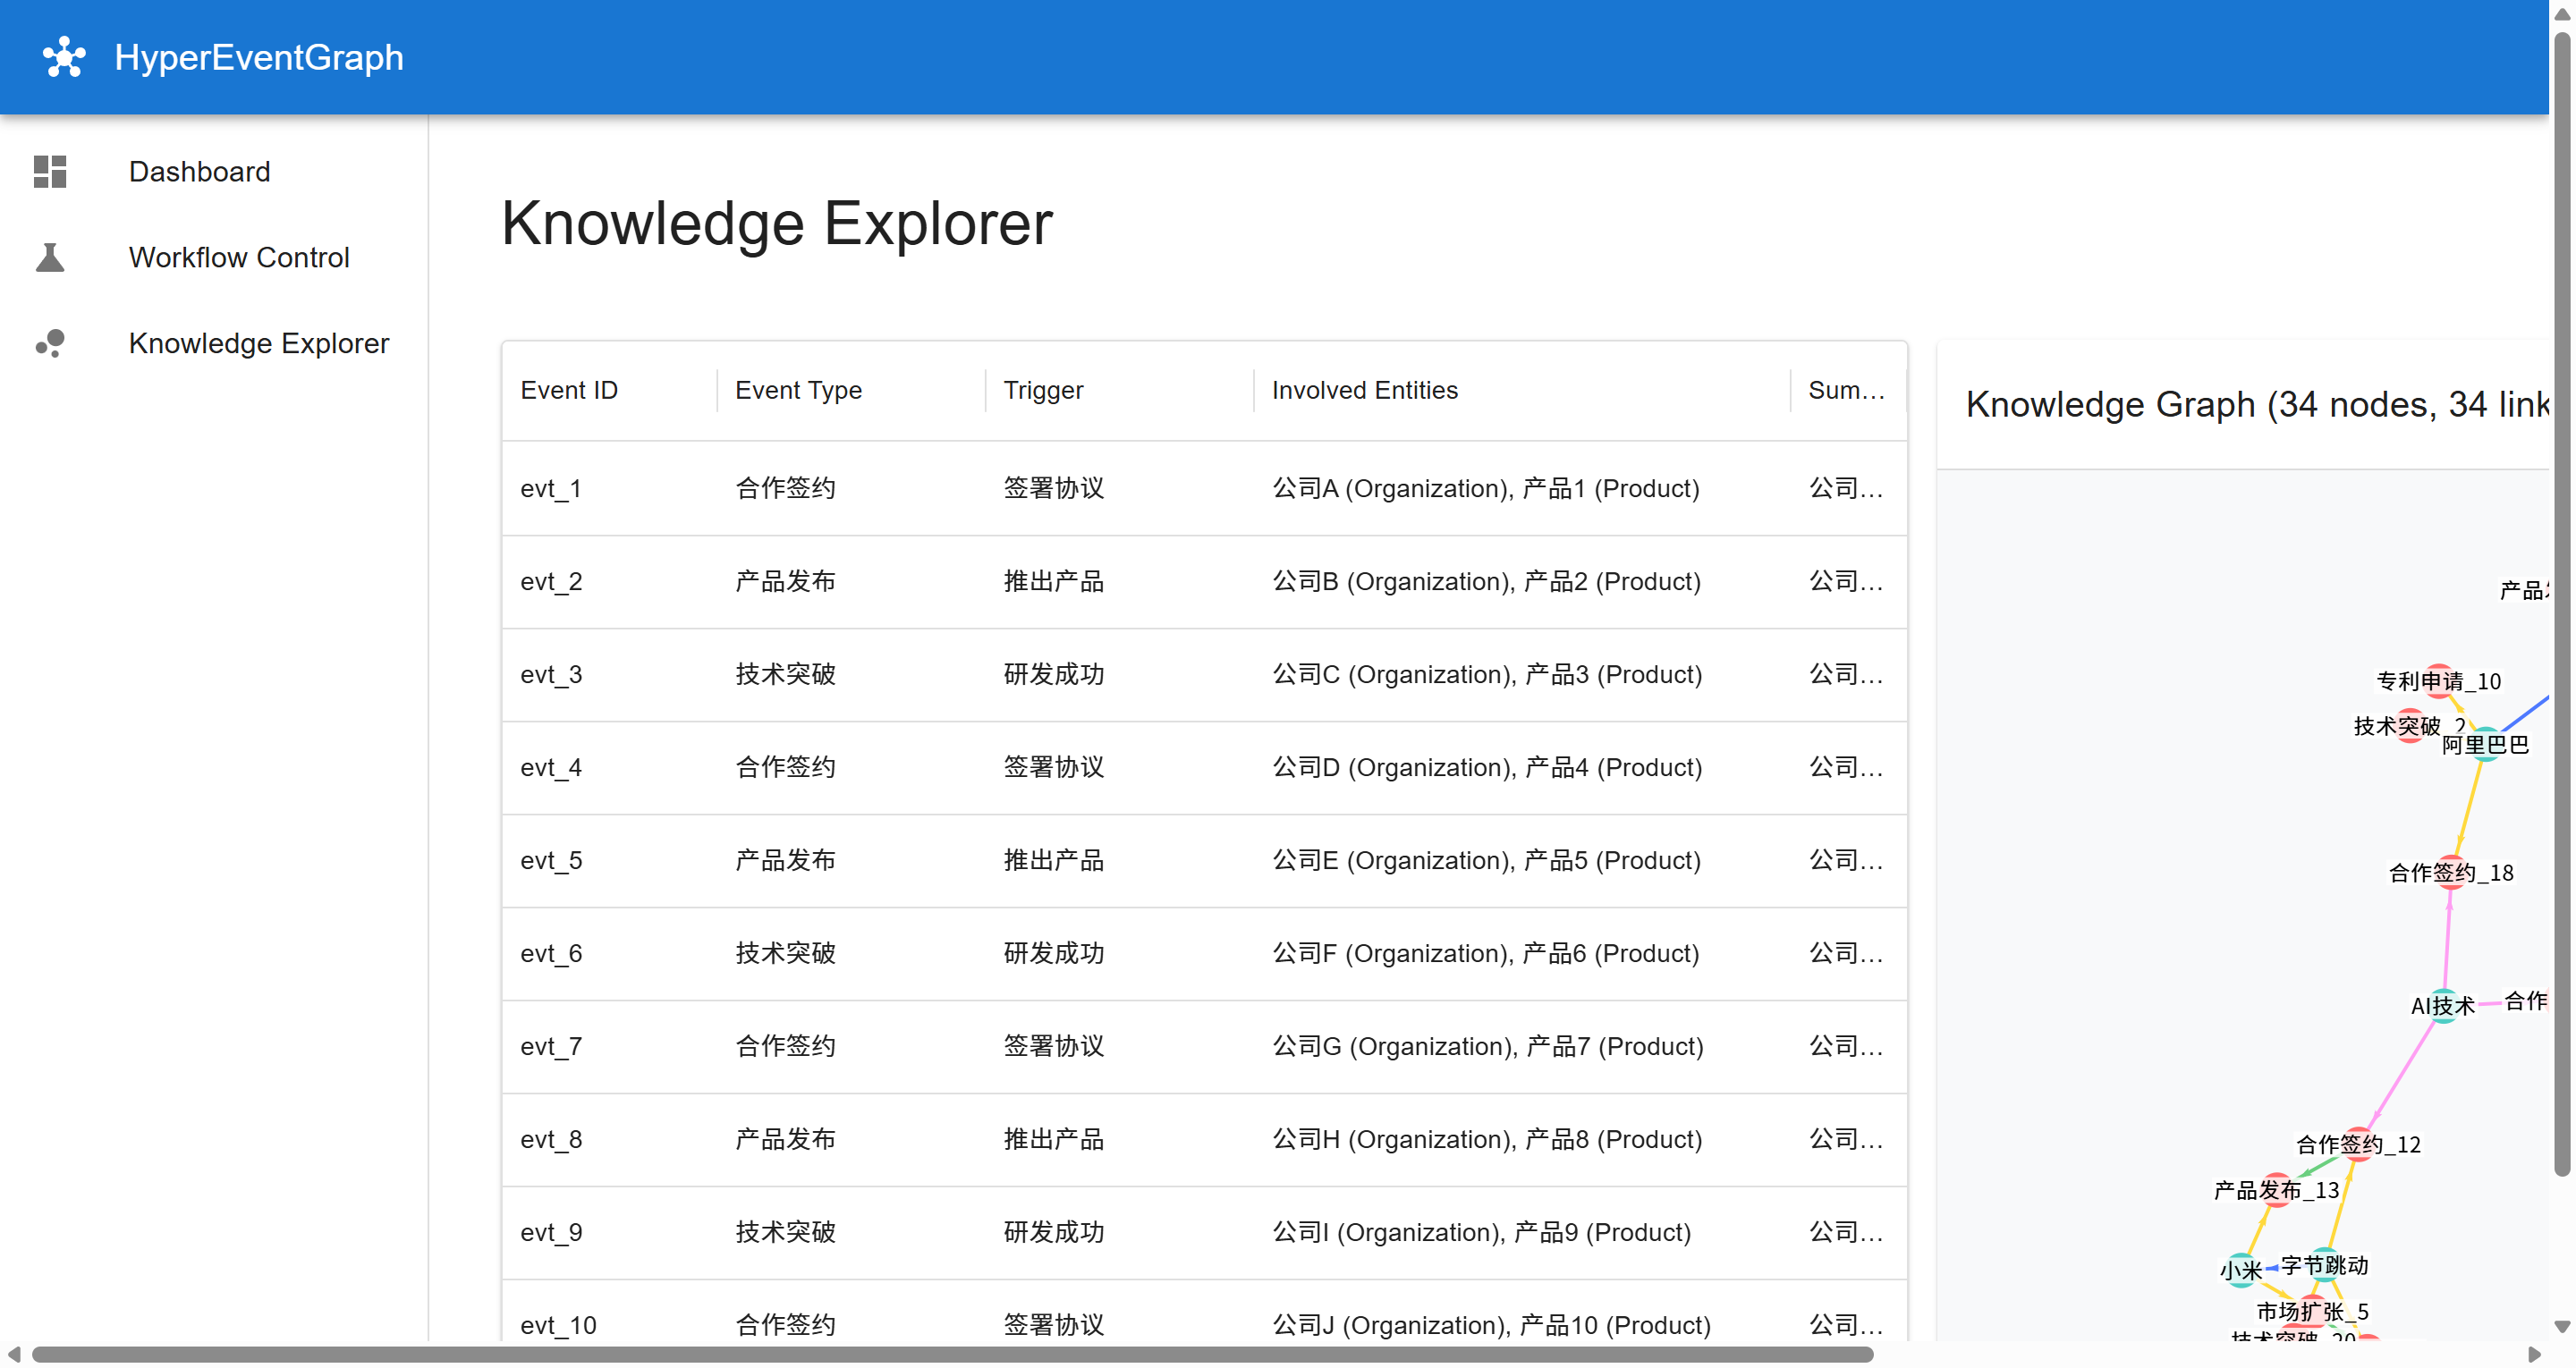 HyperEventGraph
Dashboard
Workflow Control
Knowledge Explorer
Knowledge Explorer
Event ID Event Type Trigger Involved Entities Sum…
evt_1 合作签约 签署协议 公司A (Organization), 产品1 (Product) 公司…
evt_2 产品发布 推出产品 公司B (Organization), 产品2 (Product) 公司…
evt_3 技术突破 研发成功 公司C (Organization), 产品3 (Product) 公司…
evt_4 合作签约 签署协议 公司D (Organization), 产品4 (Product) 公司…
evt_5 产品发布 推出产品 公司E (Organization), 产品5 (Product) 公司…
evt_6 技术突破 研发成功 公司F (Organization), 产品6 (Product) 公司…
evt_7 合作签约 签署协议 公司G (Organization), 产品7 (Product) 公司…
evt_8 产品发布 推出产品 公司H (Organization), 产品8 (Product) 公司…
evt_9 技术突破 研发成功 公司I (Organization), 产品9 (Product) 公司…
evt_10 合作签约 签署协议 公司J (Organization), 产品10 (Product) 公司…
Knowledge Graph (34 nodes, 34 link
产品
专利申请_10
技术突破_2
阿里巴巴
合作签约_18
AI技术
合作
合作签约_12
产品发布_13
小米
字节跳动
市场扩张_5
技术突破_20